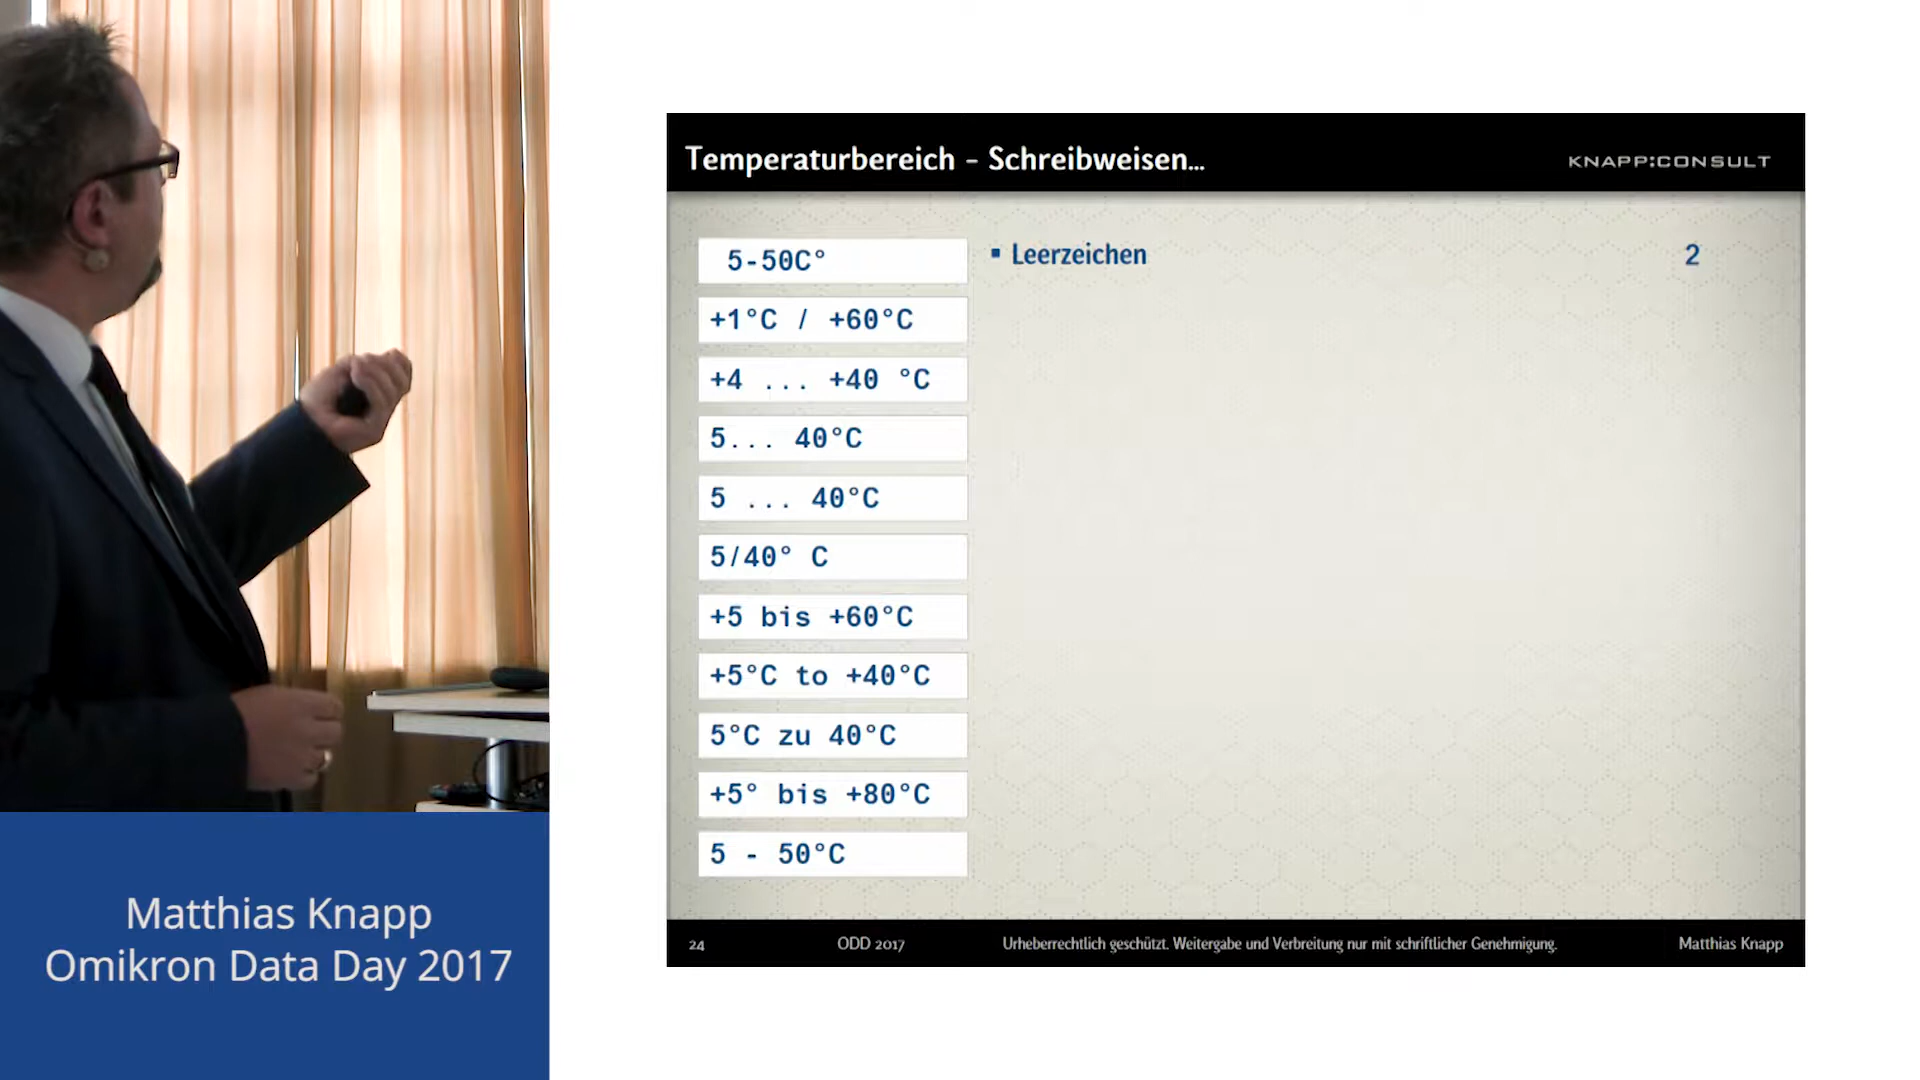 Temperaturbereich - Schreibweisen...
KNAPP:CONSULT
5-50C°
▪ Leerzeichen 2
+1°C / +60°C
+4 ... +40 °C
5... 40°C
5 ... 40°C
5/40° C
+5 bis +60°C
+5°C to +40°C
5°C zu 40°C
+5° bis +80°C
5 - 50°C
24 ODD 2017 Urheberrechtlich geschützt. Weitergabe und Verbreitung nur mit schriftlicher Genehmigung. Matthias Knapp
Matthias Knapp
Omikron Data Day 2017